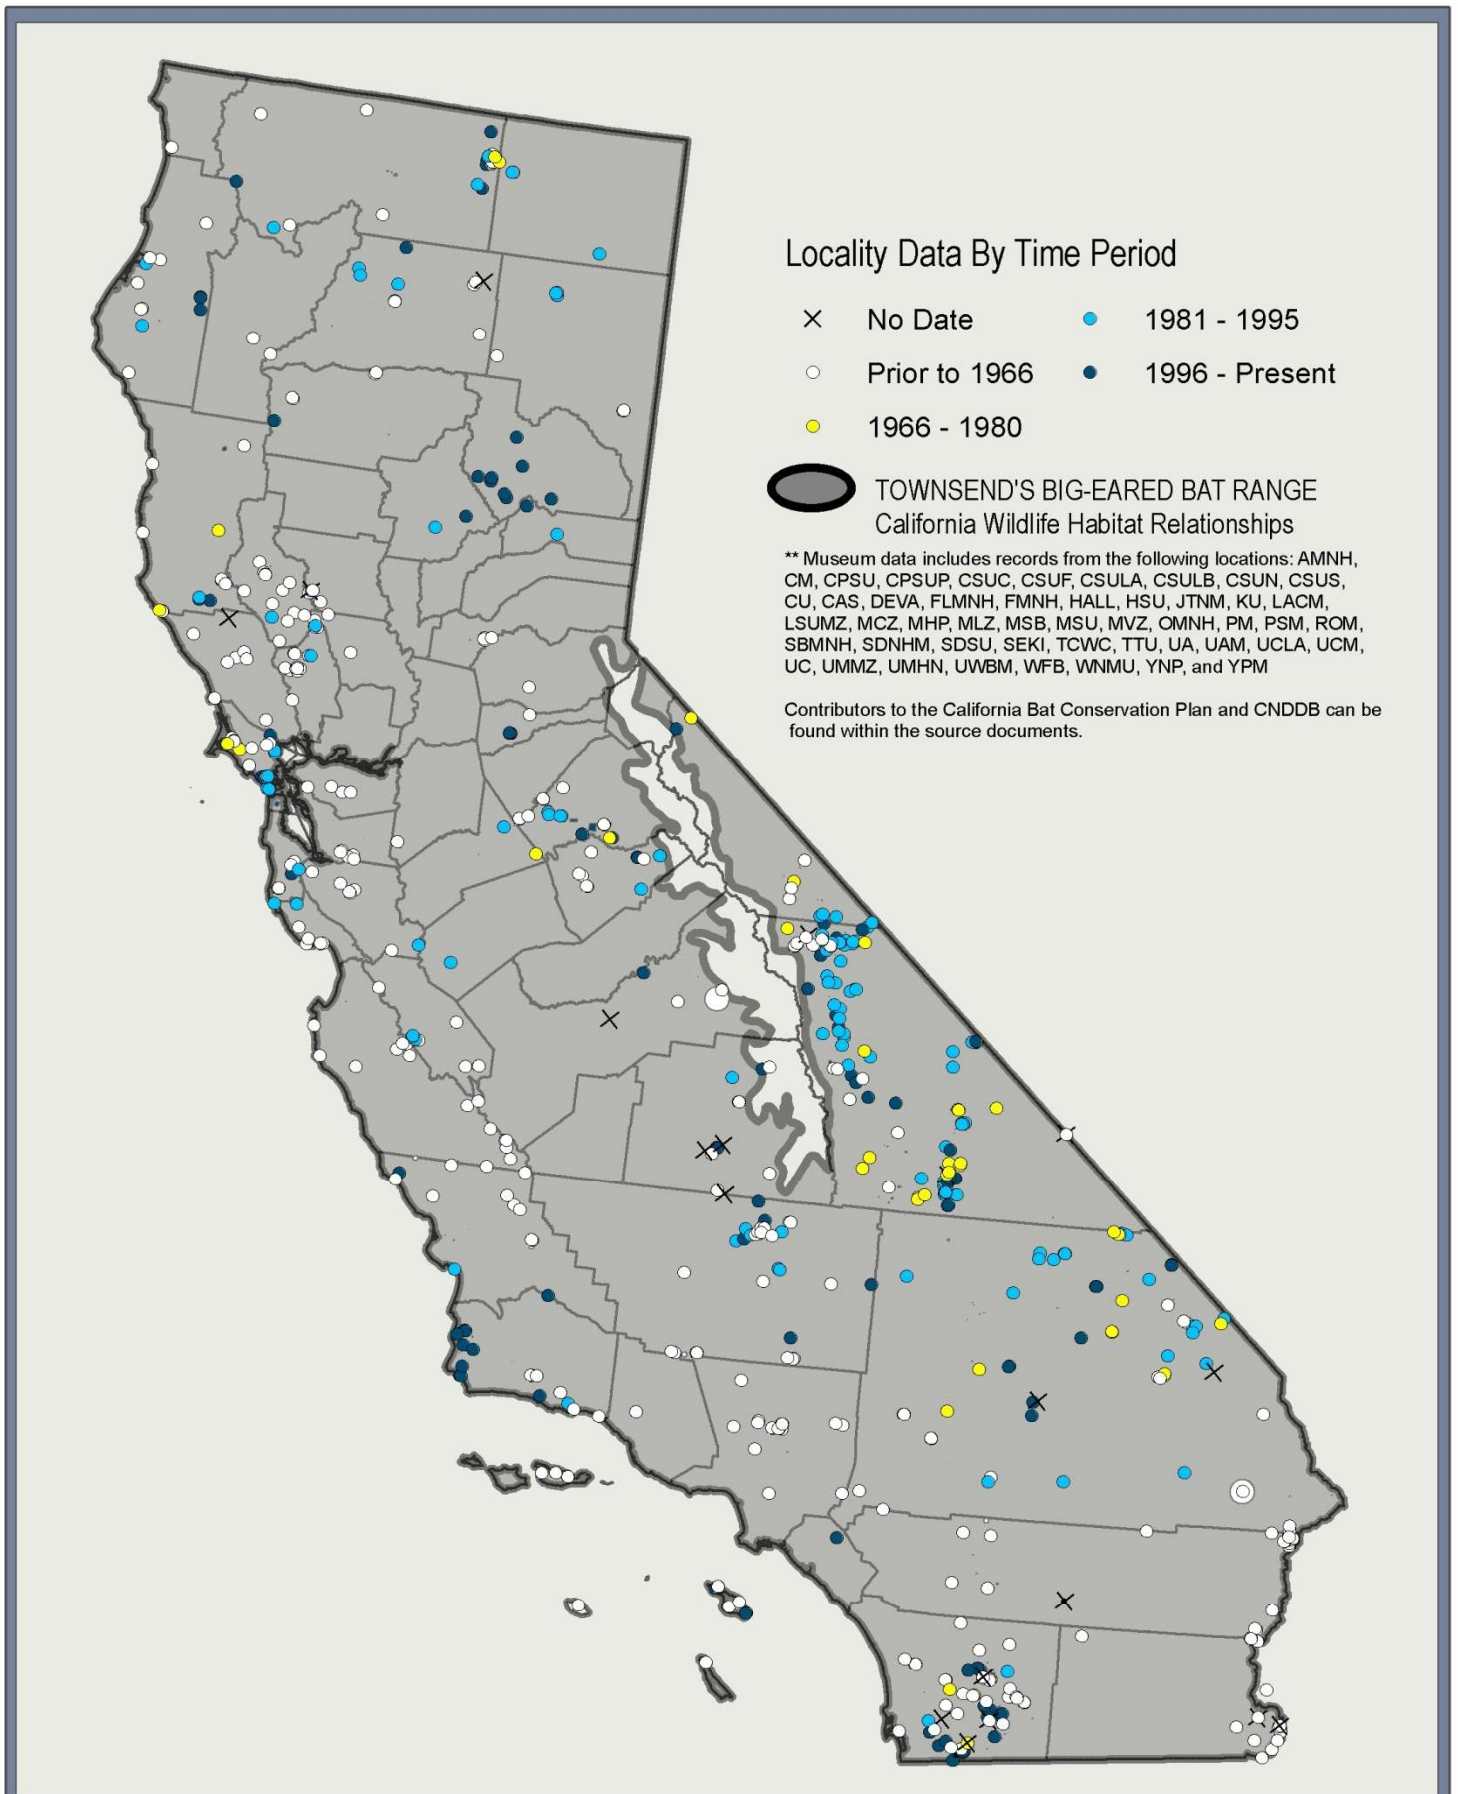 Locality Data By Time Period
No Date
1981 - 1995
Prior to 1966
1996 - Present
1966 - 1980
TOWNSEND'S BIG-EARED BAT RANGE
California Wildlife Habitat Relationships
** Museum data includes records from the following locations: AMNH,
CM, CPSU, CPSUP, CSUC, CSUF, CSULA, CSULB, CSUN, CSUS,
CU, CAS, DEVA, FLMNH, FMNH, HALL, HSU, JTNM, KU, LACM,
LSUMZ, MCZ, MHP, MLZ, MSB, MSU, MVZ, OMNH, PM, PSM, ROM,
SBMNH, SDNHM, SDSU, SEKI, TCWC, TTU, UA, UAM, UCLA, UCM,
UC, UMMZ, UMHN, UWBM, WFB, WNMU, YNP, and YPM
Contributors to the California Bat Conservation Plan and CNDDB can be
found within the source documents.